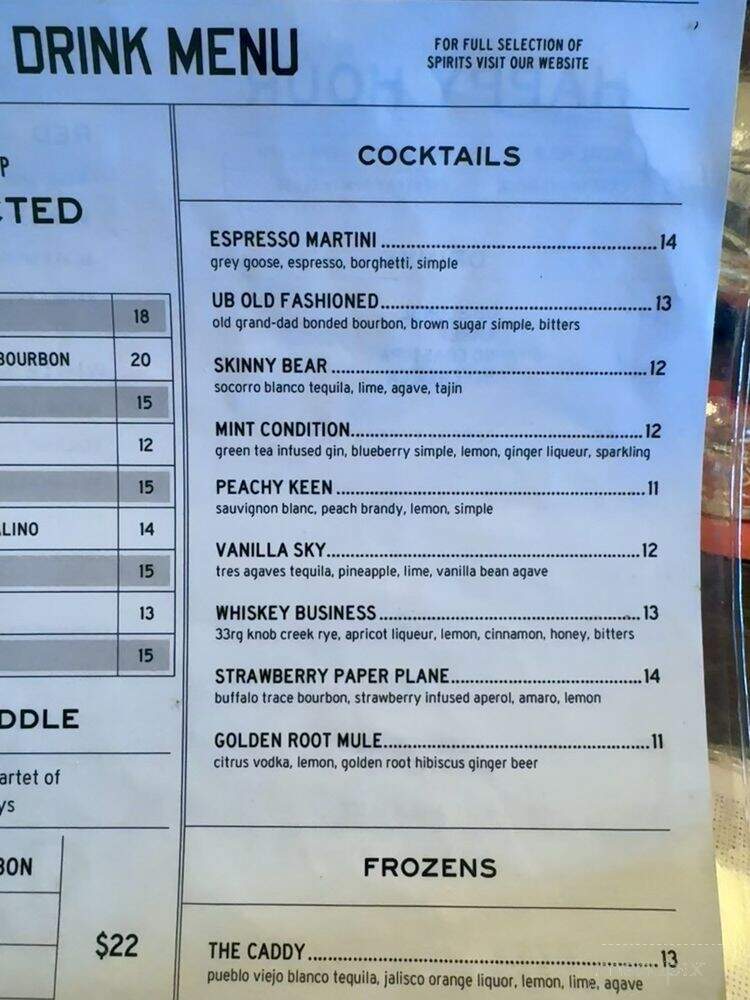 DRINK MENU
FOR FULL SELECTION OF
SPIRITS VISIT OUR WEBSITE
P
CTED
18
BOURBON 20
15
12
15
LINO 14
15
13
15
DDLE
artet of
ys
BON
$22
COCKTAILS
ESPRESSO MARTINI 14
grey goose, espresso, borghetti, simple
UB OLD FASHIONED 13
old grand-dad bonded bourbon, brown sugar simple, bitters
SKINNY BEAR 12
socorro blanco tequila, lime, agave, tajin
MINT CONDITION 12
green tea infused gin, blueberry simple, lemon, ginger liqueur, sparkling
PEACHY KEEN 11
sauvignon blanc, peach brandy, lemon, simple
VANILLA SKY 12
tres agaves tequila, pineapple, lime, vanilla bean agave
WHISKEY BUSINESS 13
33rg knob creek rye, apricot liqueur, lemon, cinnamon, honey, bitters
STRAWBERRY PAPER PLANE 14
buffalo trace bourbon, strawberry infused aperol, amaro, lemon
GOLDEN ROOT MULE 11
citrus vodka, lemon, golden root hibiscus ginger beer
FROZENS
THE CADDY 13
pueblo viejo blanco tequila, jalisco orange liquor, lemon, lime, agave